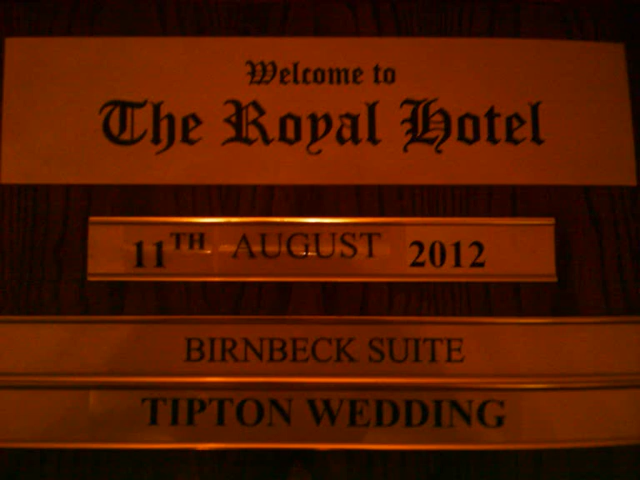 Welcome to
The Royal Hotel
11TH AUGUST 2012
BIRNBECK SUITE
TIPTON WEDDING